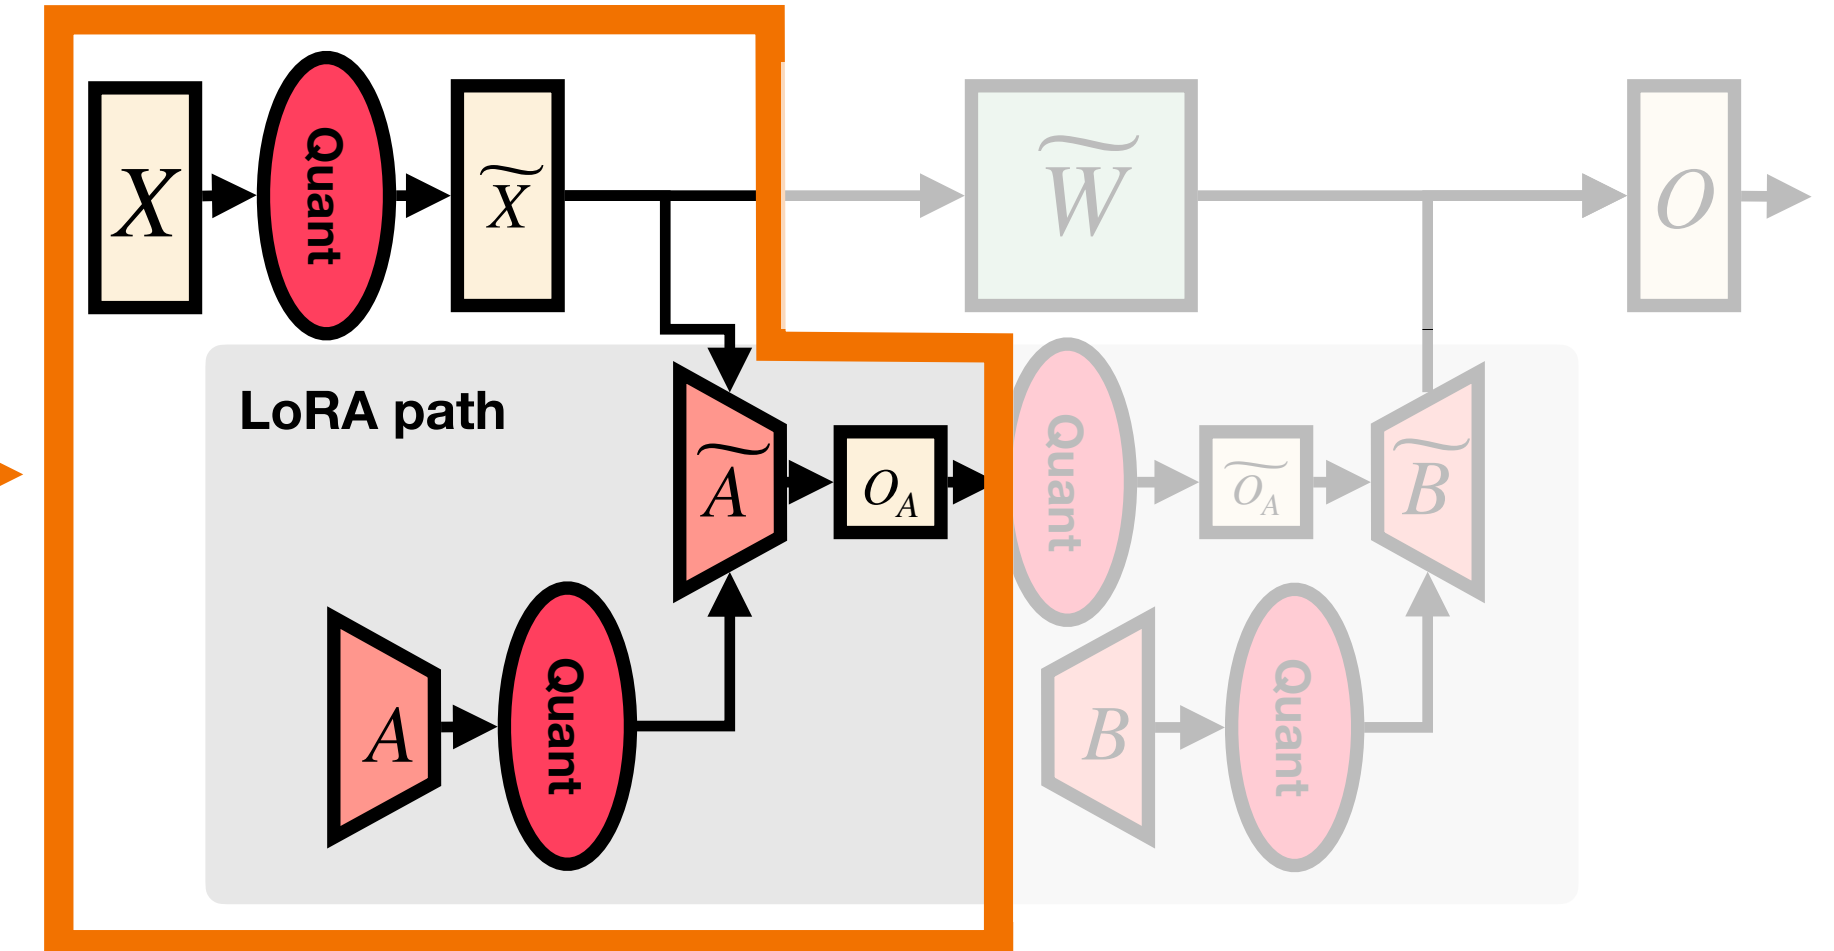 X
Quant
X̃
W̃
O
LoRA path
Ã
O_A
Quant
Õ_A
B̃
A
Quant
B
Quant